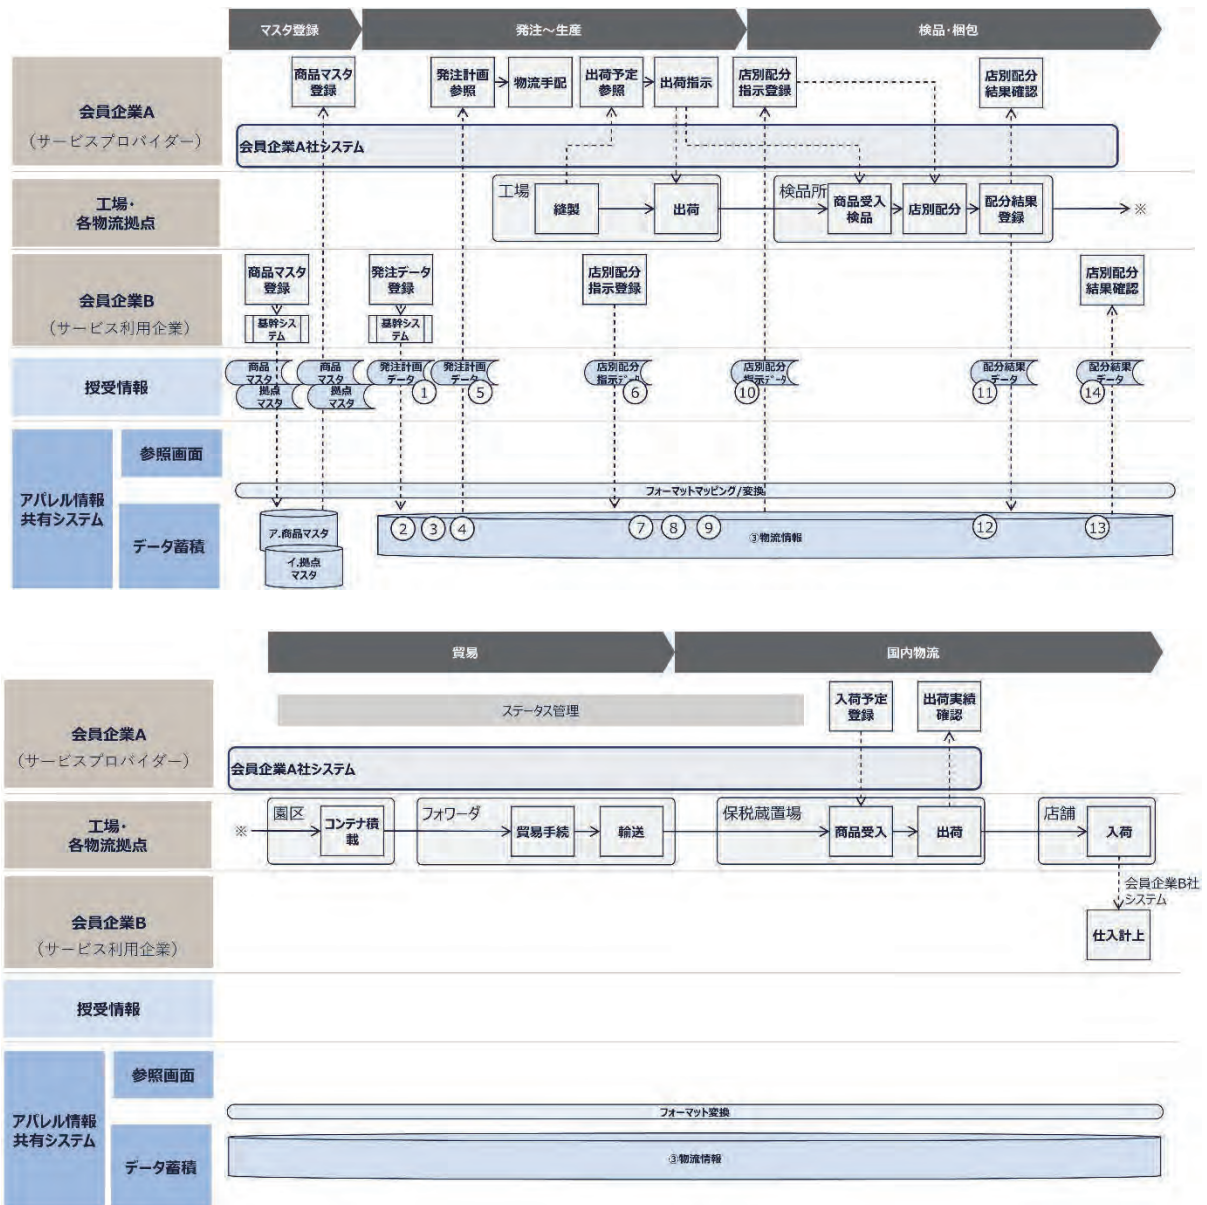 マスタ登録
発注～生産
検品・梱包
会員企業A
（サービスプロバイダー）
商品マスタ
登録
発注計画
参照
物流手配
出荷予定
参照
出荷指示
店別配分
指示登録
店別配分
結果確認
会員企業A社システム
工場・
各物流拠点
工場
縫製
出荷
検品所
商品受入
検品
店別配分
配分結果
登録
※
会員企業B
（サービス利用企業）
商品マスタ
登録
基幹シス
テム
発注データ
登録
基幹シス
テム
店別配分
指示登録
店別配分
結果確認
授受情報
商品
マスタ
拠点
マスタ
商品
マスタ
拠点
マスタ
発注計画
データ
①
発注計画
データ
⑤
店別配分
指示データ
⑥
店別配分
指示データ
⑩
配分結果
データ
⑪
配分結果
データ
⑭
アパレル情報
共有システム
参照画面
データ蓄積
フォーマットマッピング/変換
ア.商品マスタ
イ.拠点
マスタ
② ③ ④ ⑦ ⑧ ⑨ ⑫ ⑬
③物流情報
貿易
国内物流
会員企業A
（サービスプロバイダー）
ステータス管理
入荷予定
登録
出荷実績
確認
会員企業A社システム
工場・
各物流拠点
※
園区
コンテナ積
載
フォワーダ
貿易手続
輸送
保税蔵置場
商品受入
出荷
店舗
入荷
会員企業B社
システム
会員企業B
（サービス利用企業）
仕入計上
授受情報
アパレル情報
共有システム
参照画面
データ蓄積
フォーマット変換
③物流情報